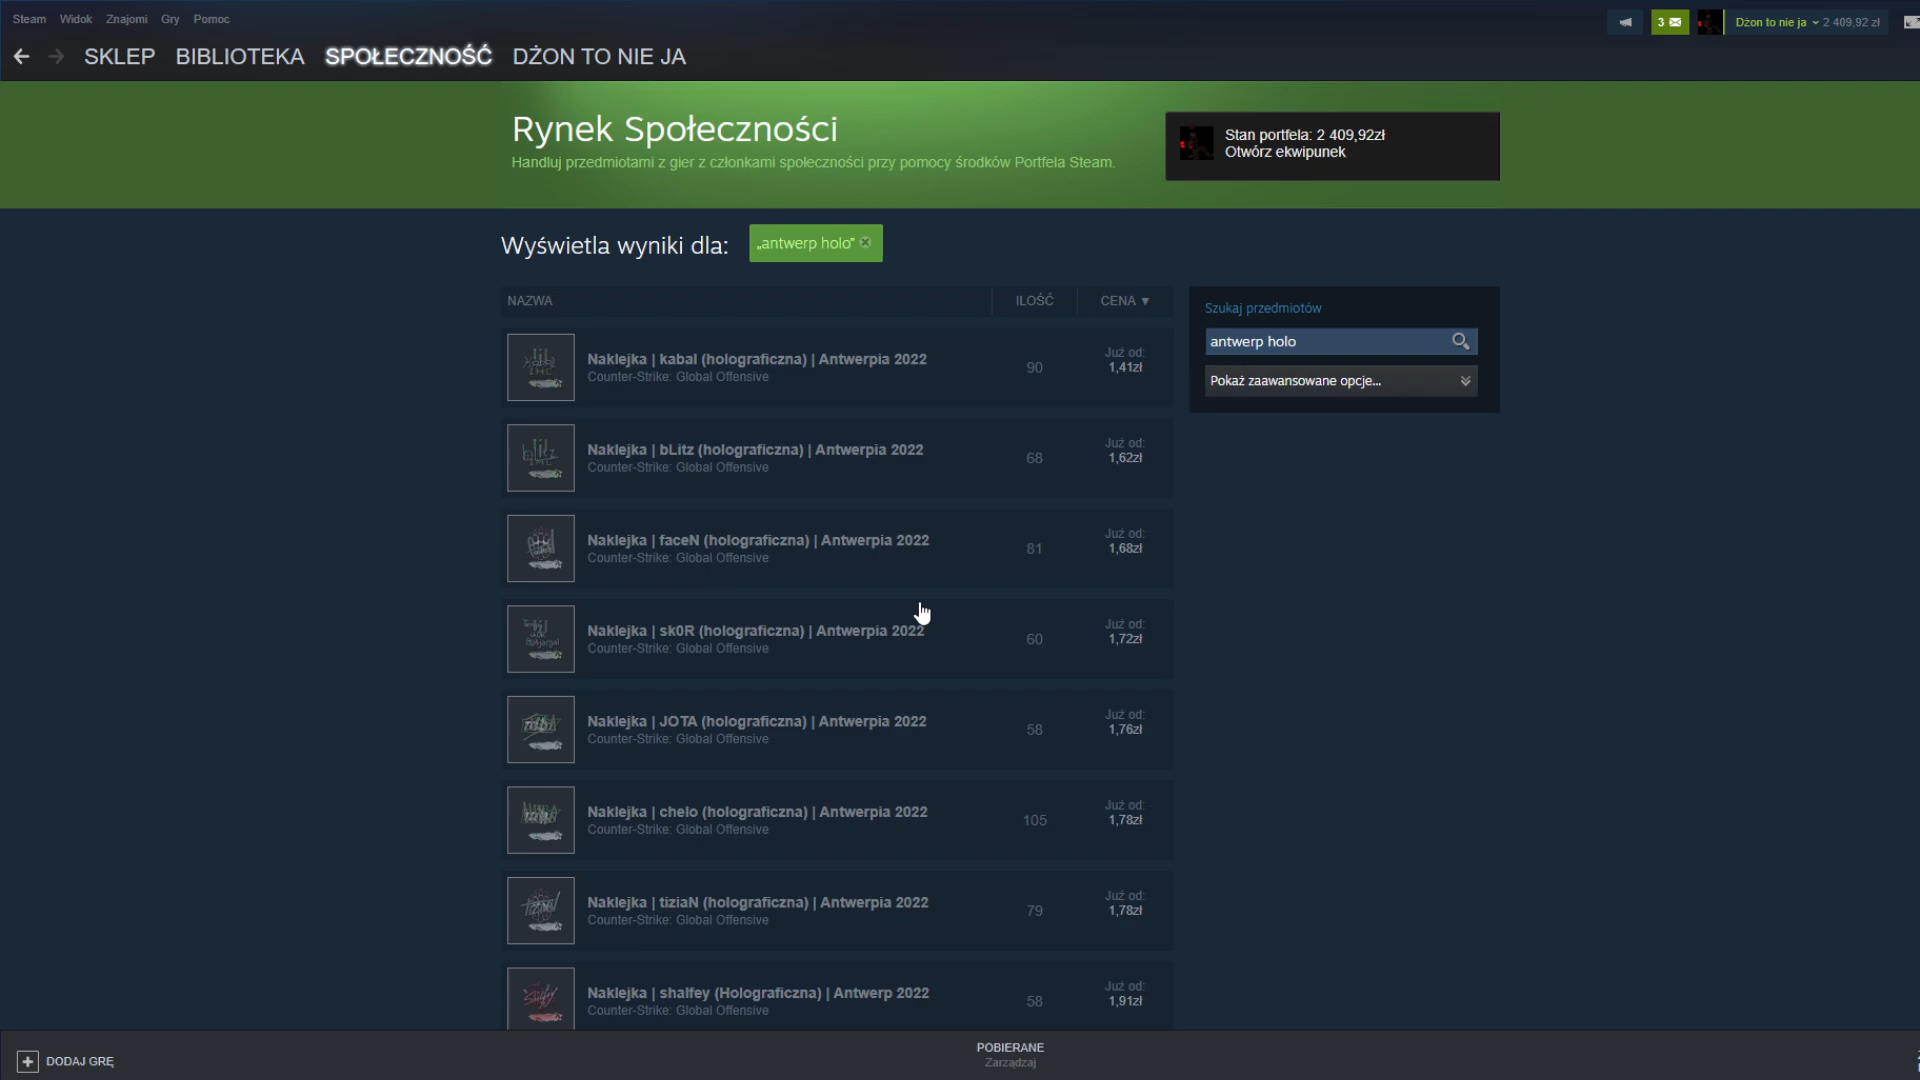 Steam Widok Znajomi Gry Pomoc
3 Dżon to nie ja 2 409,92 zł
SKLEP BIBLIOTEKA SPOŁECZNOŚĆ DŻON TO NIE JA
Rynek Społeczności
Handluj przedmiotami z gier z członkami społeczności przy pomocy środków Portfela Steam.
Stan portfela: 2 409,92zł
Otwórz ekwipunek
Wyświetla wyniki dla: „antwerp holo”
NAZWA ILOŚĆ CENA ▼
Naklejka | kabal (holograficzna) | Antwerpia 2022
Counter-Strike: Global Offensive
90
Już od:
1,41zł
Naklejka | bLitz (holograficzna) | Antwerpia 2022
Counter-Strike: Global Offensive
68
Już od:
1,62zł
Naklejka | faceN (holograficzna) | Antwerpia 2022
Counter-Strike: Global Offensive
81
Już od:
1,68zł
Naklejka | sk0R (holograficzna) | Antwerpia 2022
Counter-Strike: Global Offensive
60
Już od:
1,72zł
Naklejka | JOTA (holograficzna) | Antwerpia 2022
Counter-Strike: Global Offensive
58
Już od:
1,76zł
Naklejka | chelo (holograficzna) | Antwerpia 2022
Counter-Strike: Global Offensive
105
Już od:
1,78zł
Naklejka | tiziaN (holograficzna) | Antwerpia 2022
Counter-Strike: Global Offensive
79
Już od:
1,78zł
Naklejka | shalfey (Holograficzna) | Antwerp 2022
Counter-Strike: Global Offensive
58
Już od:
1,91zł
Szukaj przedmiotów
antwerp holo
Pokaż zaawansowane opcje...
DODAJ GRĘ
POBIERANE
Zarządzaj